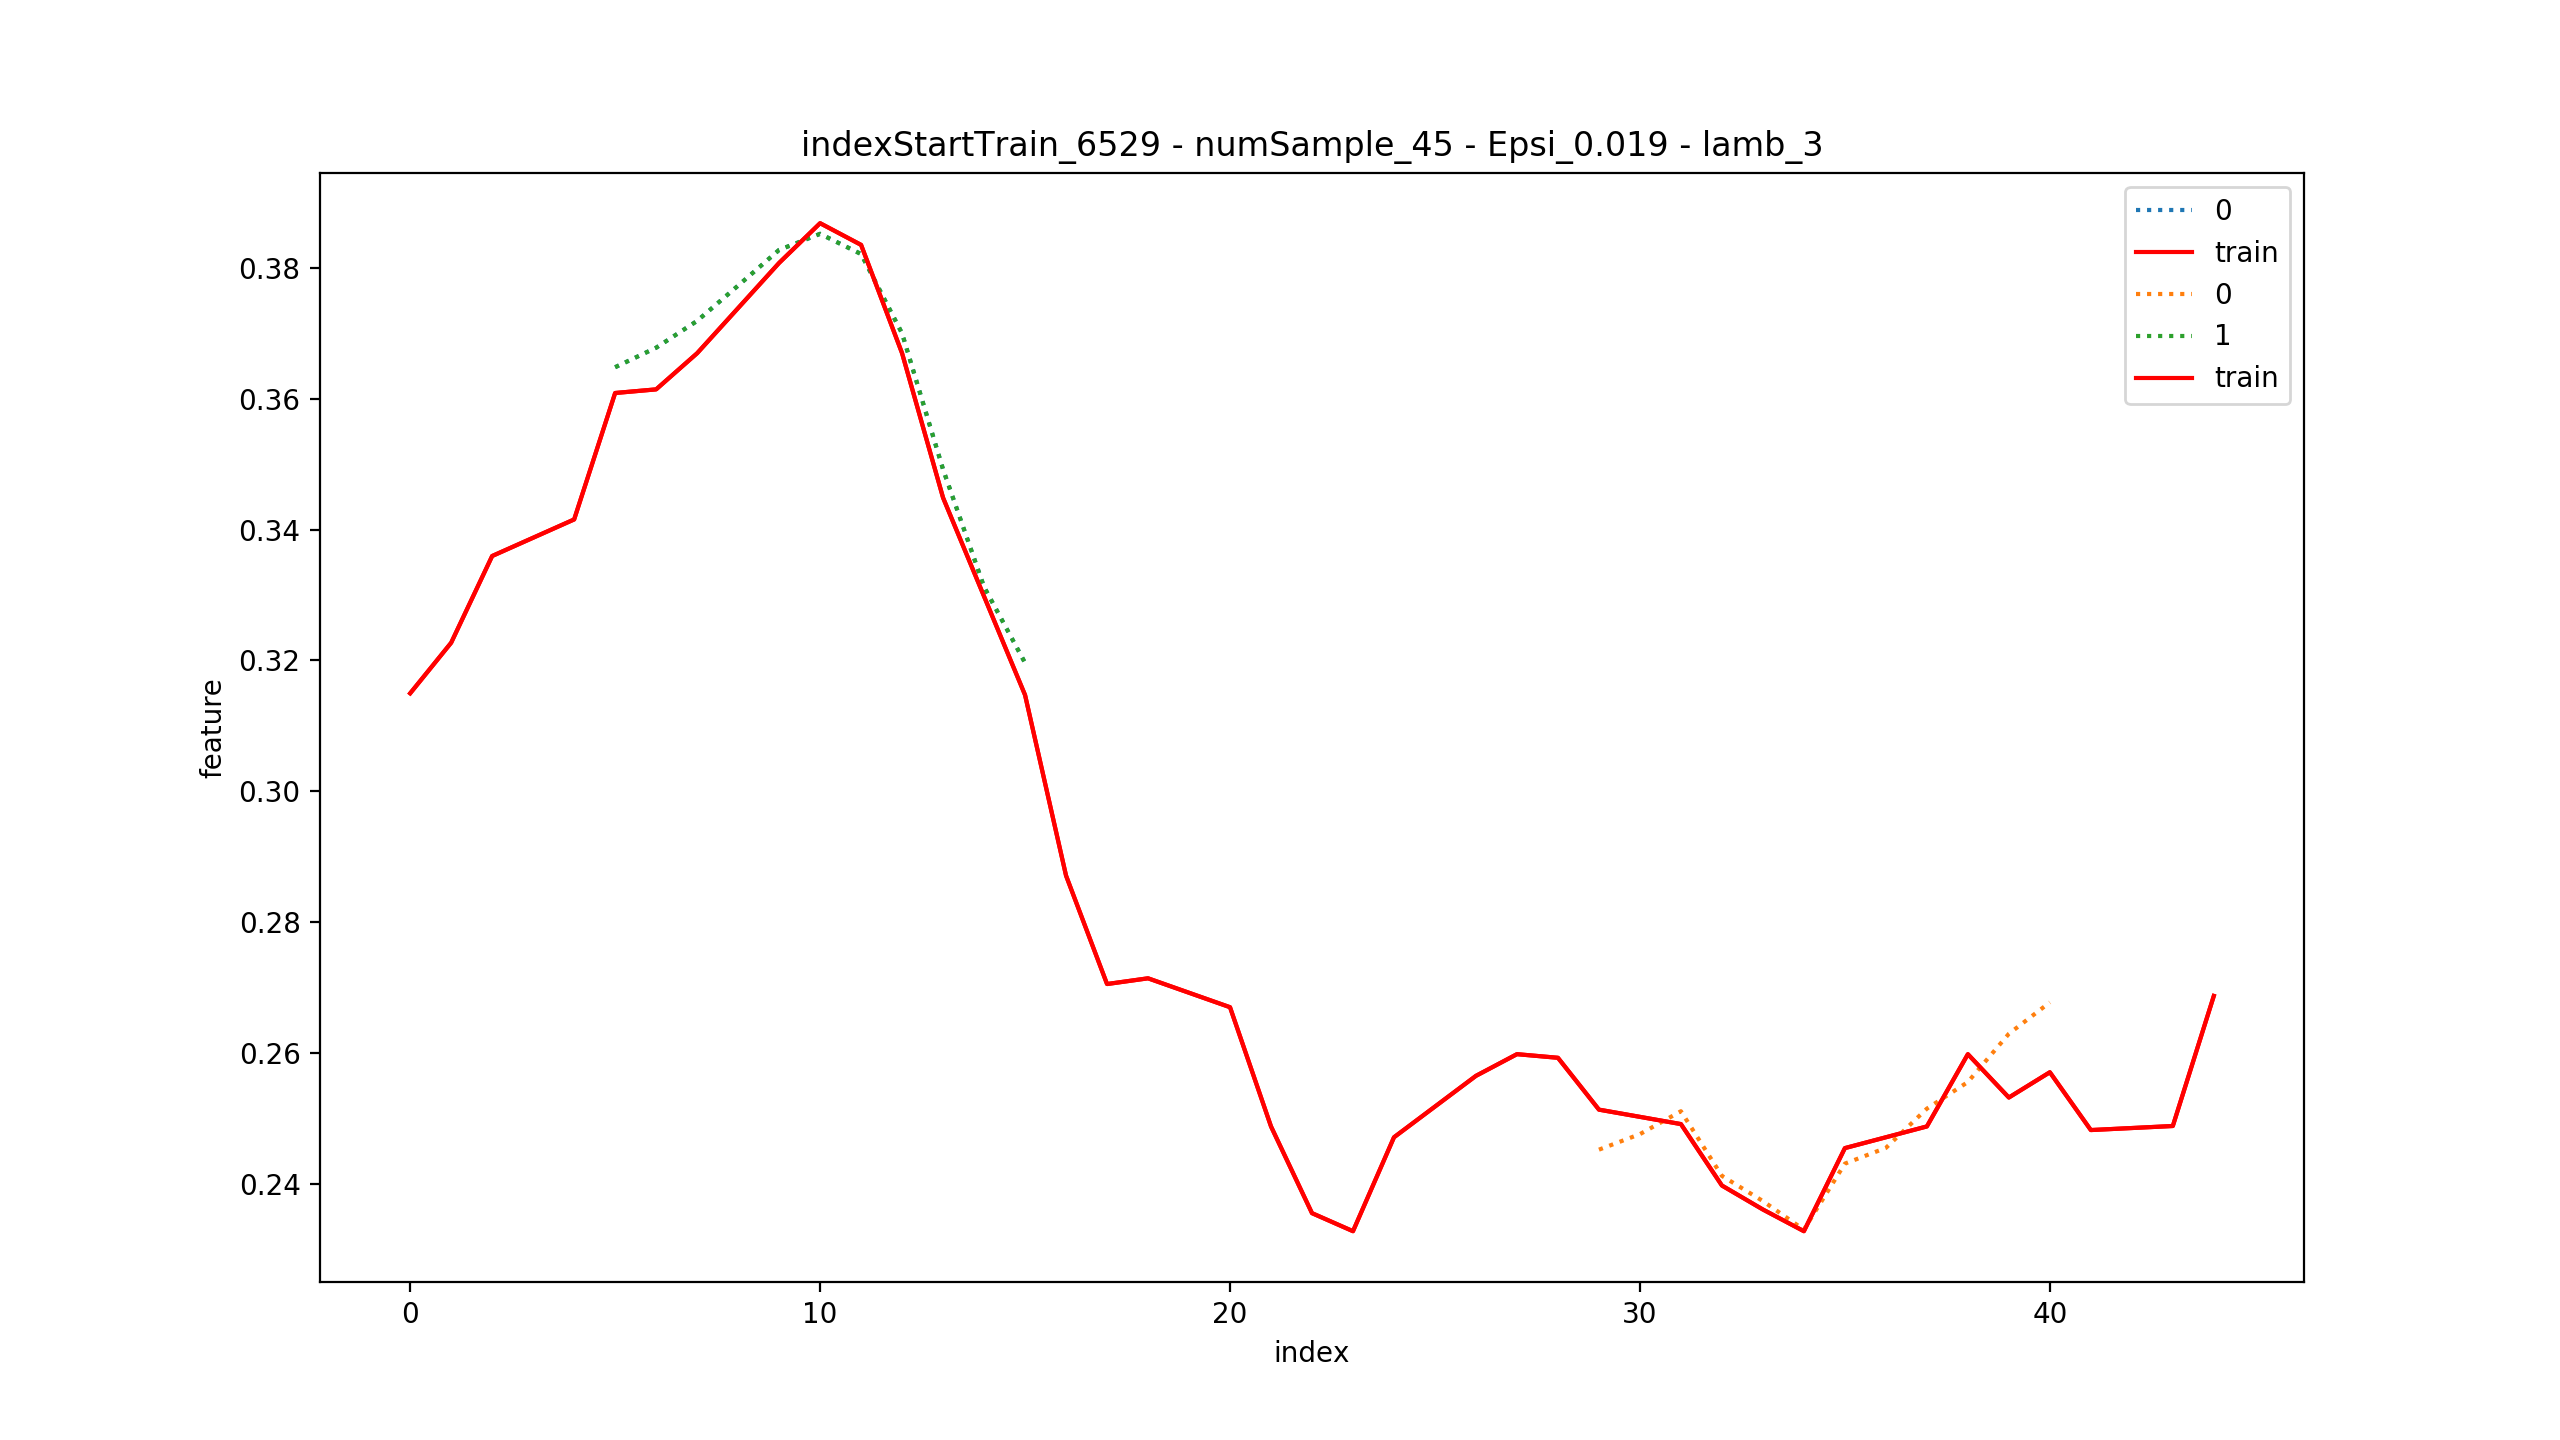 indexStartTrain_6529 - numSample_45 - Epsi_0.019 - lamb_3
0
train
0
1
train
0.38
0.36
0.34
0.32
0.30
0.28
0.26
0.24
feature
0 10 20 30 40
index